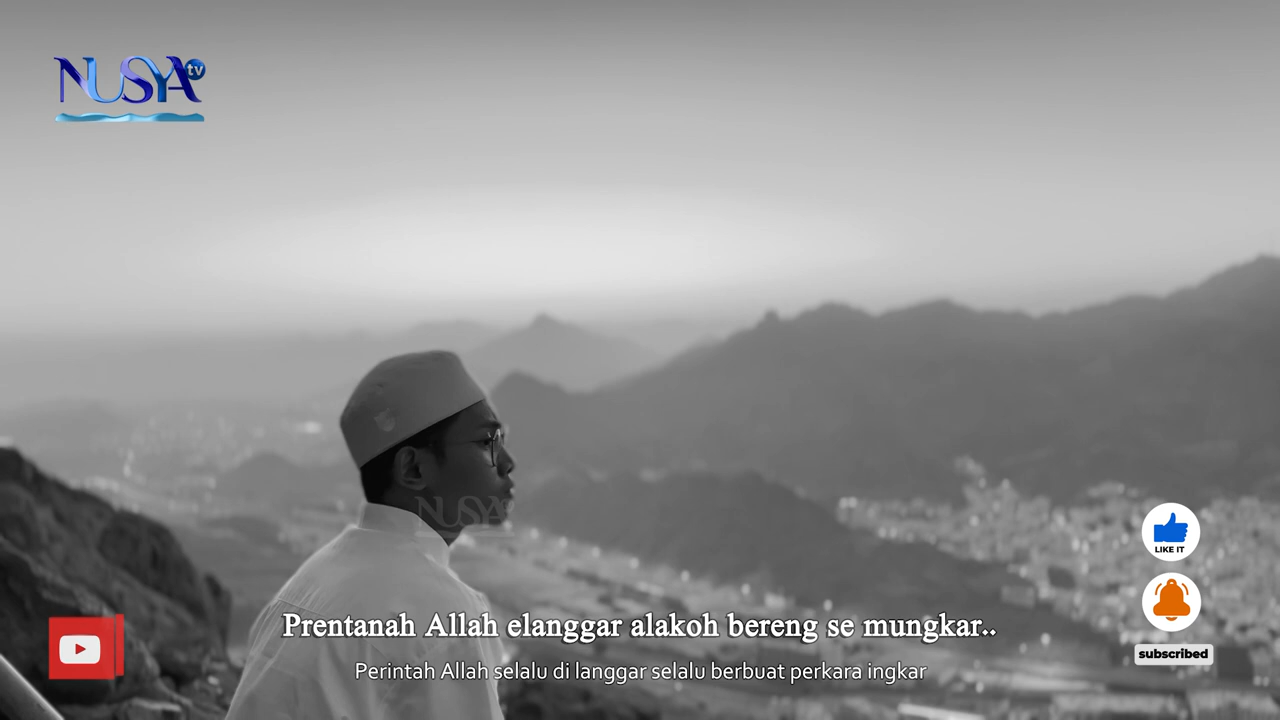 NUSYA tv
NUSYA
LIKE IT
Prentanah Allah elanggar alakoh bereng se mungkar..
subscribed
Perintah Allah selalu di langgar selalu berbuat perkara ingkar